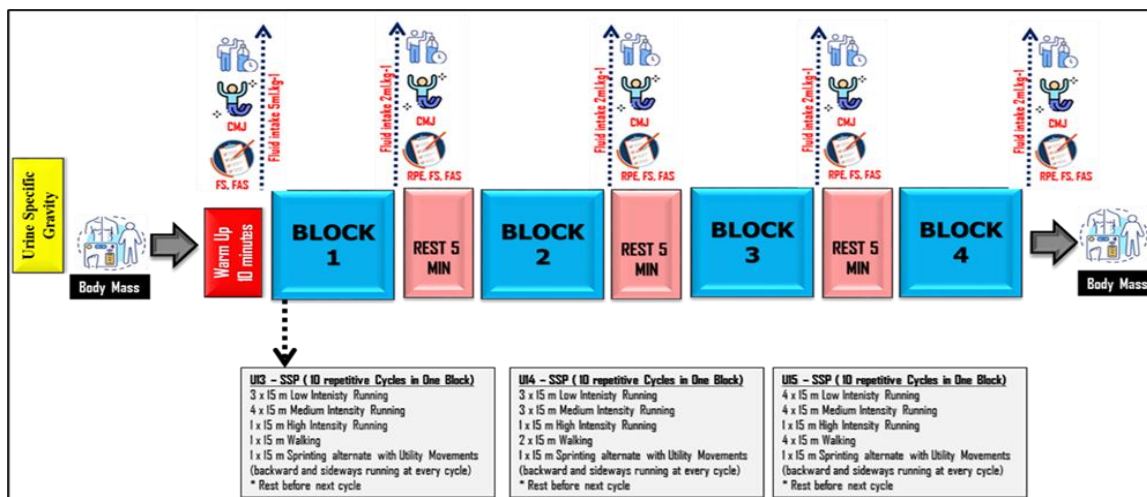 Fluid intake 5ml.kg-1
CMJ
FS, FAS
Fluid intake 2ml.kg-1
CMJ
RPE, FS, FAS
Fluid intake 2ml.kg-1
CMJ
RPE, FS, FAS
Fluid intake 2ml.kg-1
CMJ
RPE, FS, FAS
Fluid intake 2ml.kg-1
CMJ
RPE, FS, FAS
Urine Specific
Gravity
Body Mass
Warm Up
10 minutes
BLOCK
1
REST 5
MIN
BLOCK
2
REST 5
MIN
BLOCK
3
REST 5
MIN
BLOCK
4
Body Mass
U13 – SSP ( 10 repetitive Cycles in One Block)
3 x 15 m Low Intenisty Running
4 x 15 m Medium Intensity Running
1 x 15 m High Intensity Running
1 x 15 m Walking
1 x 15 m Sprinting alternate with Utility Movements
(backward and sideways running at every cycle)
* Rest before next cycle
U14 – SSP ( 10 repetitive Cycles in One Block)
3 x 15 m Low Intensity Running
3 x 15 m Medium Intensity Running
1 x 15 m High Intensity Running
2 x 15 m Walking
1 x 15 m Sprinting alternate with Utility Movements
(backward and sideways running at every cycle)
* Rest before next cycle
U15 – SSP ( 10 repetitive Cycles in One Block)
4 x 15 m Low Intensity Running
4 x 15 m Medium Intensity Running
1 x 15 m High Intensity Running
4 x 15 m Walking
1 x 15 m Sprinting alternate with Utility Movements
(backward and sideways running at every cycle)
* Rest before next cycle